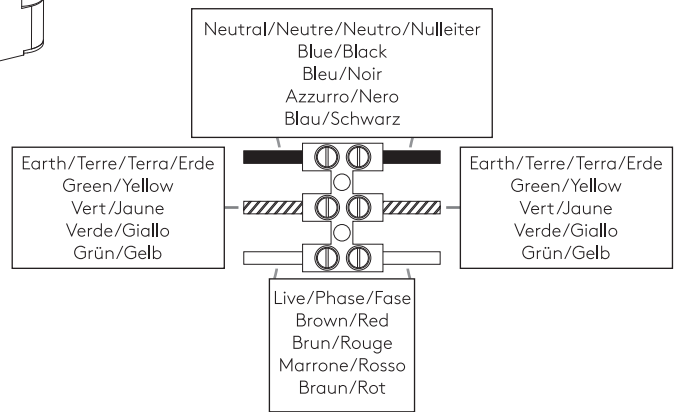 Neutral/Neutre/Neutro/Nulleiter
Blue/Black
Bleu/Noir
Azzurro/Nero
Blau/Schwarz
Earth/Terre/Terra/Erde
Green/Yellow
Vert/Jaune
Verde/Giallo
Grün/Gelb
Earth/Terre/Terra/Erde
Green/Yellow
Vert/Jaune
Verde/Giallo
Grün/Gelb
Live/Phase/Fase
Brown/Red
Brun/Rouge
Marrone/Rosso
Braun/Rot